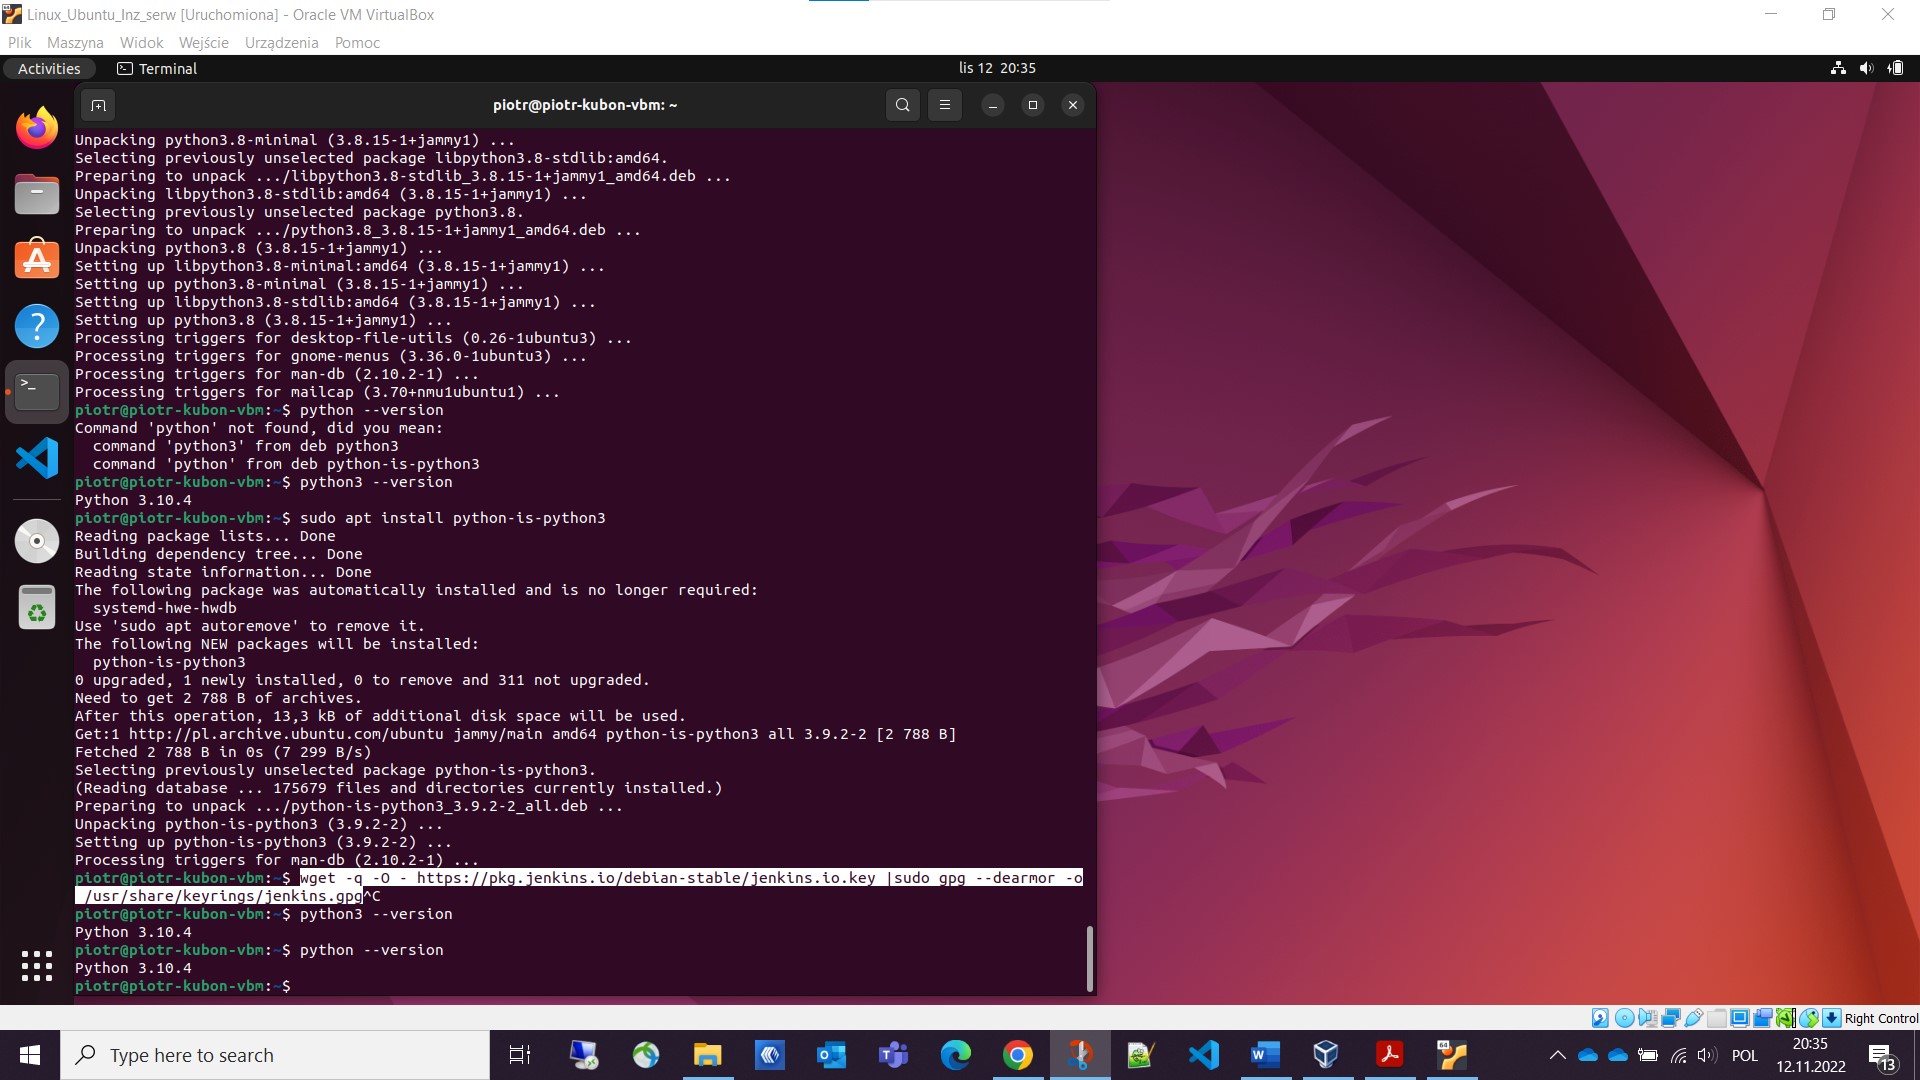 Linux_Ubuntu_Inz_serw [Uruchomiona] - Oracle VM VirtualBox
Plik Maszyna Widok Wejście Urządzenia Pomoc
Activities Terminal lis 12 20:35
piotr@piotr-kubon-vbm: ~
Unpacking python3.8-minimal (3.8.15-1+jammy1) ...
Selecting previously unselected package libpython3.8-stdlib:amd64.
Preparing to unpack .../libpython3.8-stdlib_3.8.15-1+jammy1_amd64.deb ...
Unpacking libpython3.8-stdlib:amd64 (3.8.15-1+jammy1) ...
Selecting previously unselected package python3.8.
Preparing to unpack .../python3.8_3.8.15-1+jammy1_amd64.deb ...
Unpacking python3.8 (3.8.15-1+jammy1) ...
Setting up libpython3.8-minimal:amd64 (3.8.15-1+jammy1) ...
Setting up python3.8-minimal (3.8.15-1+jammy1) ...
Setting up libpython3.8-stdlib:amd64 (3.8.15-1+jammy1) ...
Setting up python3.8 (3.8.15-1+jammy1) ...
Processing triggers for desktop-file-utils (0.26-1ubuntu3) ...
Processing triggers for gnome-menus (3.36.0-1ubuntu3) ...
Processing triggers for man-db (2.10.2-1) ...
Processing triggers for mailcap (3.70+nmu1ubuntu1) ...
piotr@piotr-kubon-vbm:~$ python --version
Command 'python' not found, did you mean:
  command 'python3' from deb python3
  command 'python' from deb python-is-python3
piotr@piotr-kubon-vbm:~$ python3 --version
Python 3.10.4
piotr@piotr-kubon-vbm:~$ sudo apt install python-is-python3
Reading package lists... Done
Building dependency tree... Done
Reading state information... Done
The following package was automatically installed and is no longer required:
  systemd-hwe-hwdb
Use 'sudo apt autoremove' to remove it.
The following NEW packages will be installed:
  python-is-python3
0 upgraded, 1 newly installed, 0 to remove and 311 not upgraded.
Need to get 2 788 B of archives.
After this operation, 13,3 kB of additional disk space will be used.
Get:1 http://pl.archive.ubuntu.com/ubuntu jammy/main amd64 python-is-python3 all 3.9.2-2 [2 788 B]
Fetched 2 788 B in 0s (7 299 B/s)
Selecting previously unselected package python-is-python3.
(Reading database ... 175679 files and directories currently installed.)
Preparing to unpack .../python-is-python3_3.9.2-2_all.deb ...
Unpacking python-is-python3 (3.9.2-2) ...
Setting up python-is-python3 (3.9.2-2) ...
Processing triggers for man-db (2.10.2-1) ...
piotr@piotr-kubon-vbm:~$ wget -q -O - https://pkg.jenkins.io/debian-stable/jenkins.io.key |sudo gpg --dearmor -o
 /usr/share/keyrings/jenkins.gpg^C
piotr@piotr-kubon-vbm:~$ python3 --version
Python 3.10.4
piotr@piotr-kubon-vbm:~$ python --version
Python 3.10.4
piotr@piotr-kubon-vbm:~$
Right Control
Type here to search
POL
20:35
12.11.2022
13